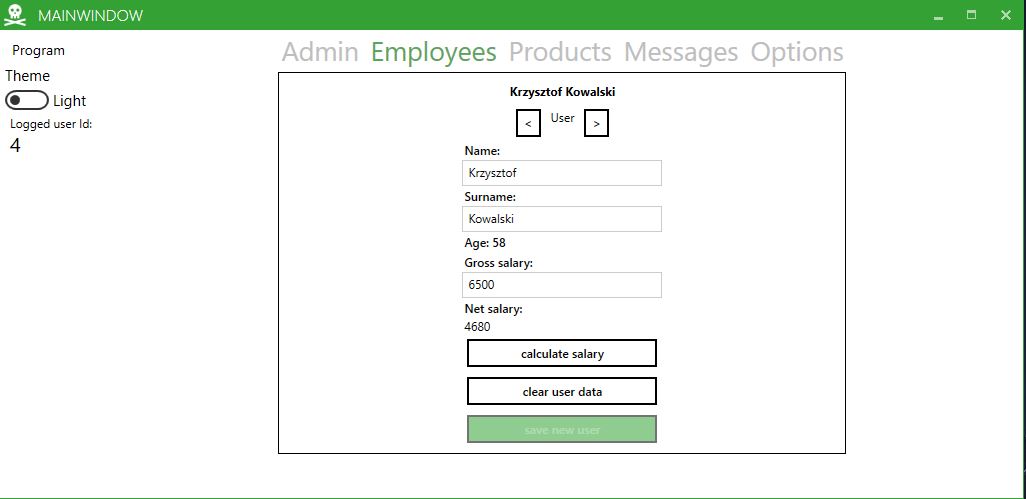 MAINWINDOW
Program
Theme
Light
Logged user Id:
4
Admin Employees Products Messages Options
Krzysztof Kowalski
< User >
Name:
Krzysztof
Surname:
Kowalski
Age: 58
Gross salary:
6500
Net salary:
4680
calculate salary
clear user data
save new user